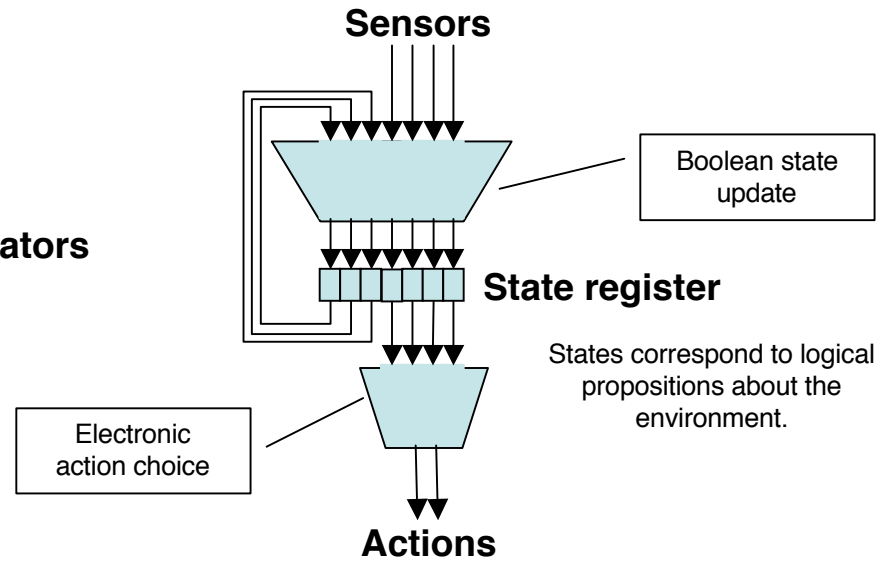 Sensors
Boolean state
update
ators
State register
States correspond to logical
propositions about the
environment.
Electronic
action choice
Actions